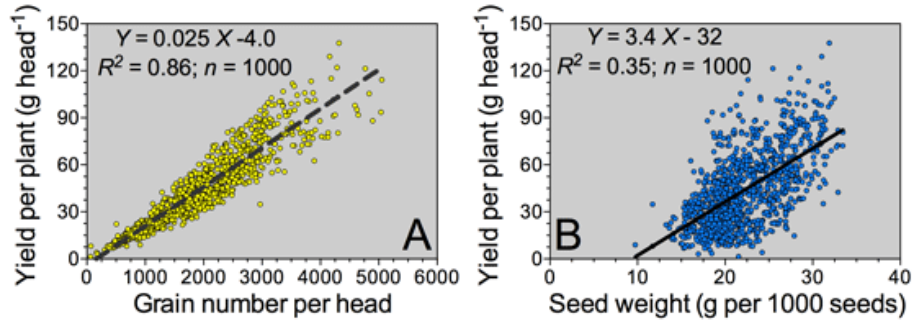 Yield per plant (g head⁻¹)
150
120
90
60
30
0
Y = 0.025 X -4.0
R² = 0.86; n = 1000
A
0 1000 2000 3000 4000 5000 6000
Grain number per head
Yield per plant (g head⁻¹)
150
120
90
60
30
0
Y = 3.4 X - 32
R² = 0.35; n = 1000
B
0 10 20 30 40
Seed weight (g per 1000 seeds)